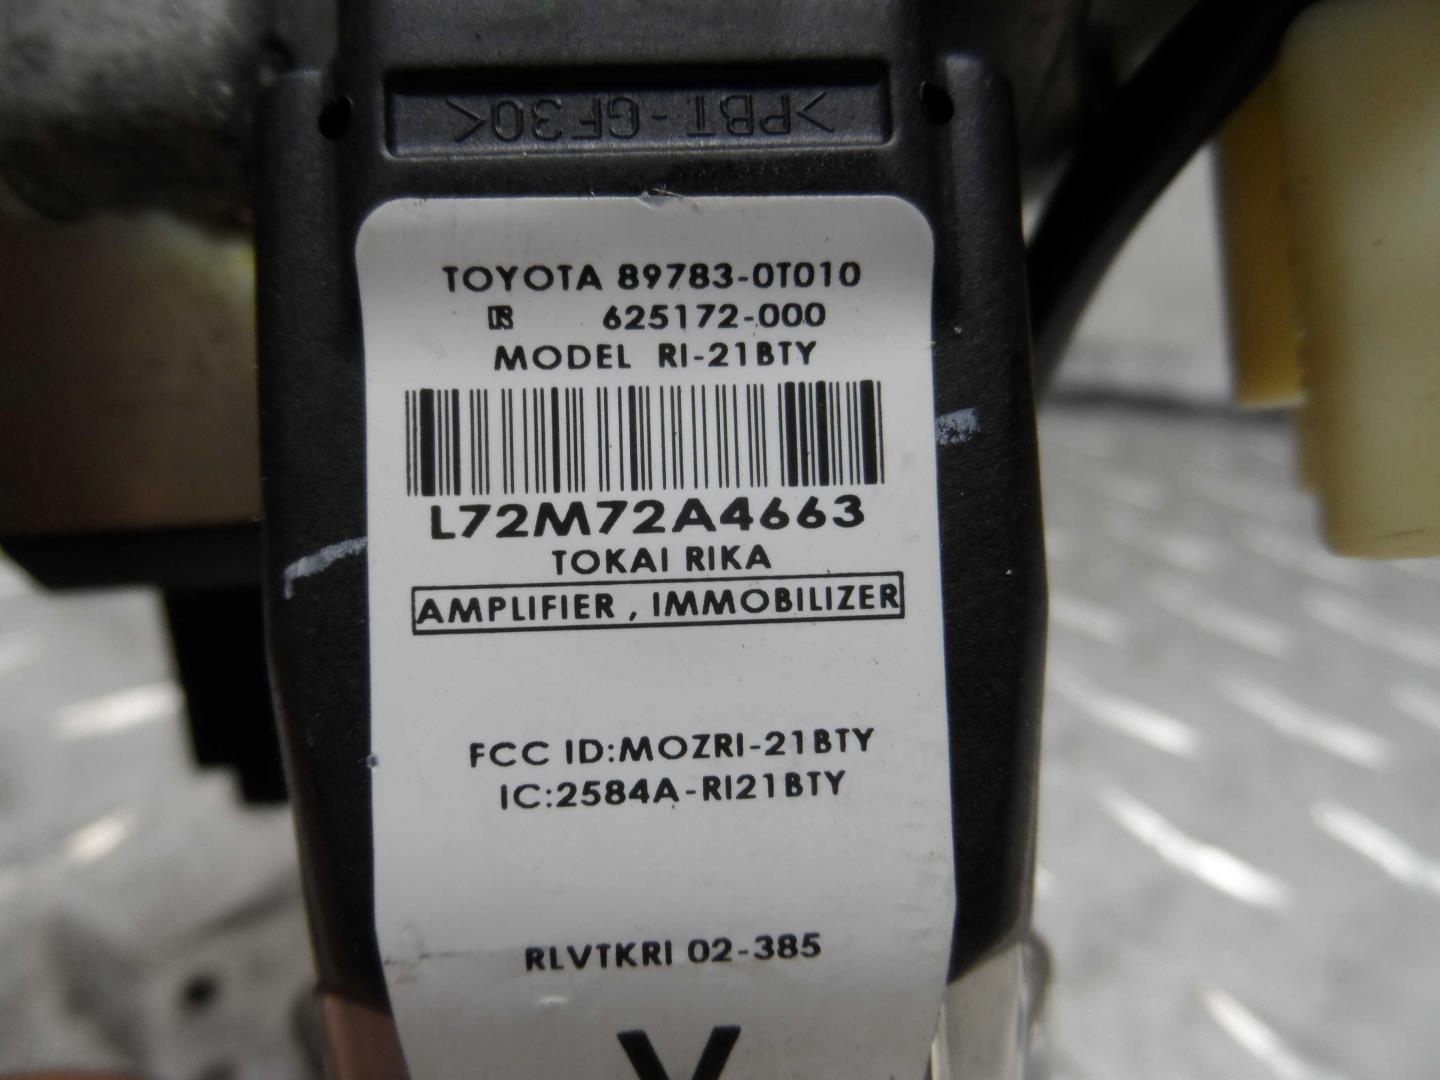 >PBT-GF30<
TOYOTA 89783-0T010
625172-000
MODEL RI-21BTY
L72M72A4663
TOKAI RIKA
AMPLIFIER , IMMOBILIZER
FCC ID:MOZRI-21BTY
IC:2584A-RI21BTY
RLVTKRI 02-385